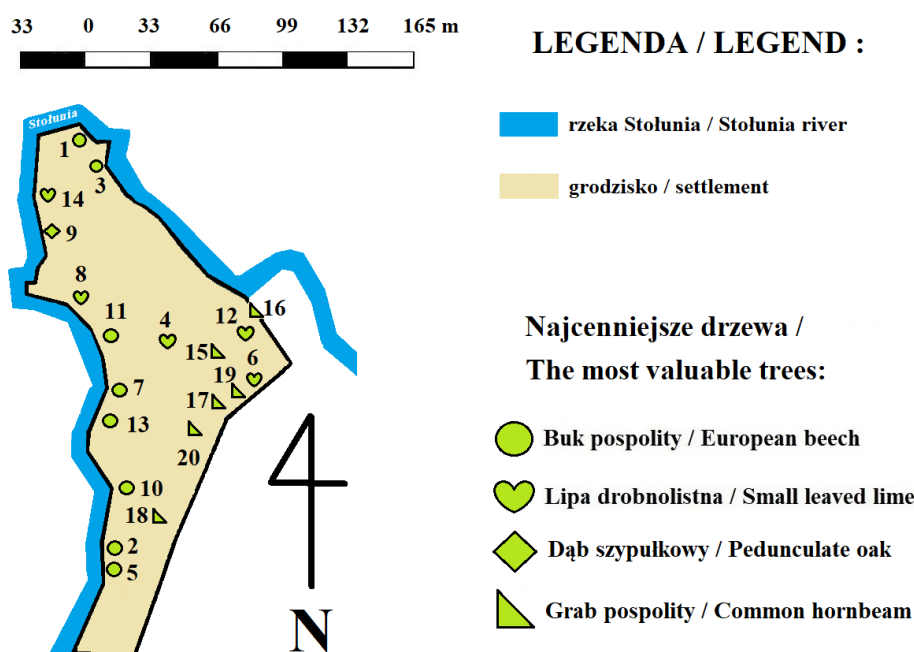 33 0 33 66 99 132 165 m
LEGENDA / LEGEND :
rzeka Stołunia / Stołunia river
grodzisko / settlement
Najcenniejsze drzewa /
The most valuable trees:
Buk pospolity / European beech
Lipa drobnolistna / Small leaved lime
Dąb szypułkowy / Pedunculate oak
Grab pospolity / Common hornbeam
Stołunia
1
3
14
9
8
11
4
12
16
15
6
19
7
17
13
20
10
18
2
5
N